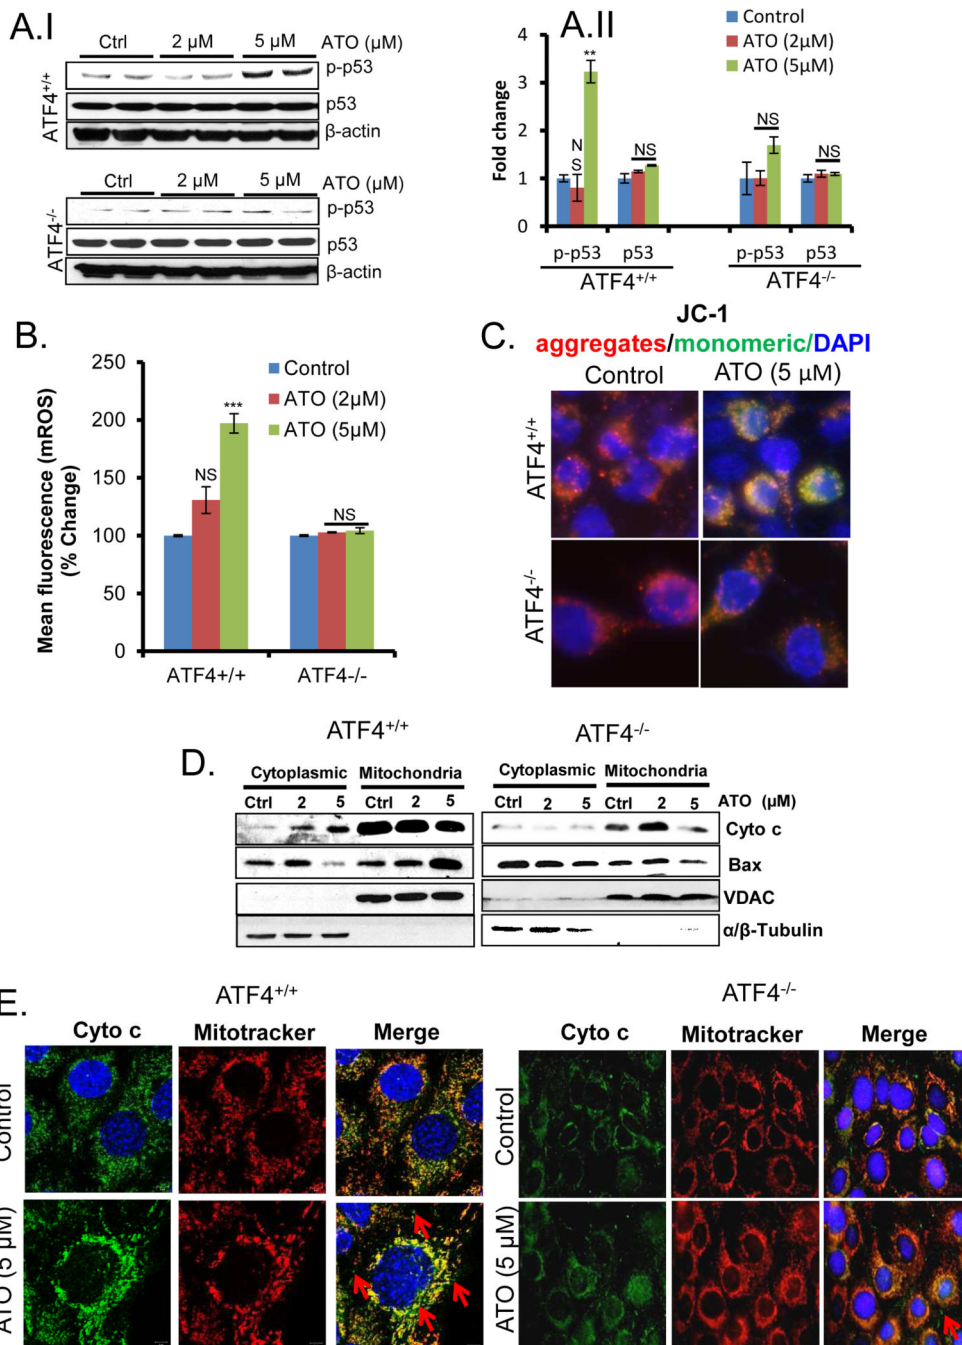 A.I
Ctrl 2 µM 5 µM ATO (µM)
ATF4+/+
p-p53
p53
β-actin
Ctrl 2 µM 5 µM ATO (µM)
ATF4-/-
p-p53
p53
β-actin
A.II
Control
ATO (2µM)
ATO (5µM)
Fold change
4
3
2
1
0
**
N
S
NS
NS
NS
p-p53 p53 p-p53 p53
ATF4+/+ ATF4-/-
B.
Mean fluorescence (mROS)
(% Change)
250
200
150
100
50
0
Control
ATO (2µM)
ATO (5µM)
***
NS
NS
ATF4+/+ ATF4-/-
C.
JC-1
aggregates/monomeric/DAPI
Control ATO (5 µM)
ATF4+/+
ATF4-/-
D.
ATF4+/+ ATF4-/-
Cytoplasmic Mitochondria Cytoplasmic Mitochondria
Ctrl 2 5 Ctrl 2 5 Ctrl 2 5 Ctrl 2 5 ATO (µM)
Cyto c
Bax
VDAC
α/β-Tubulin
E.
ATF4+/+ ATF4-/-
Cyto c Mitotracker Merge Cyto c Mitotracker Merge
Control Control
ATO (5 µM) ATO (5 µM)